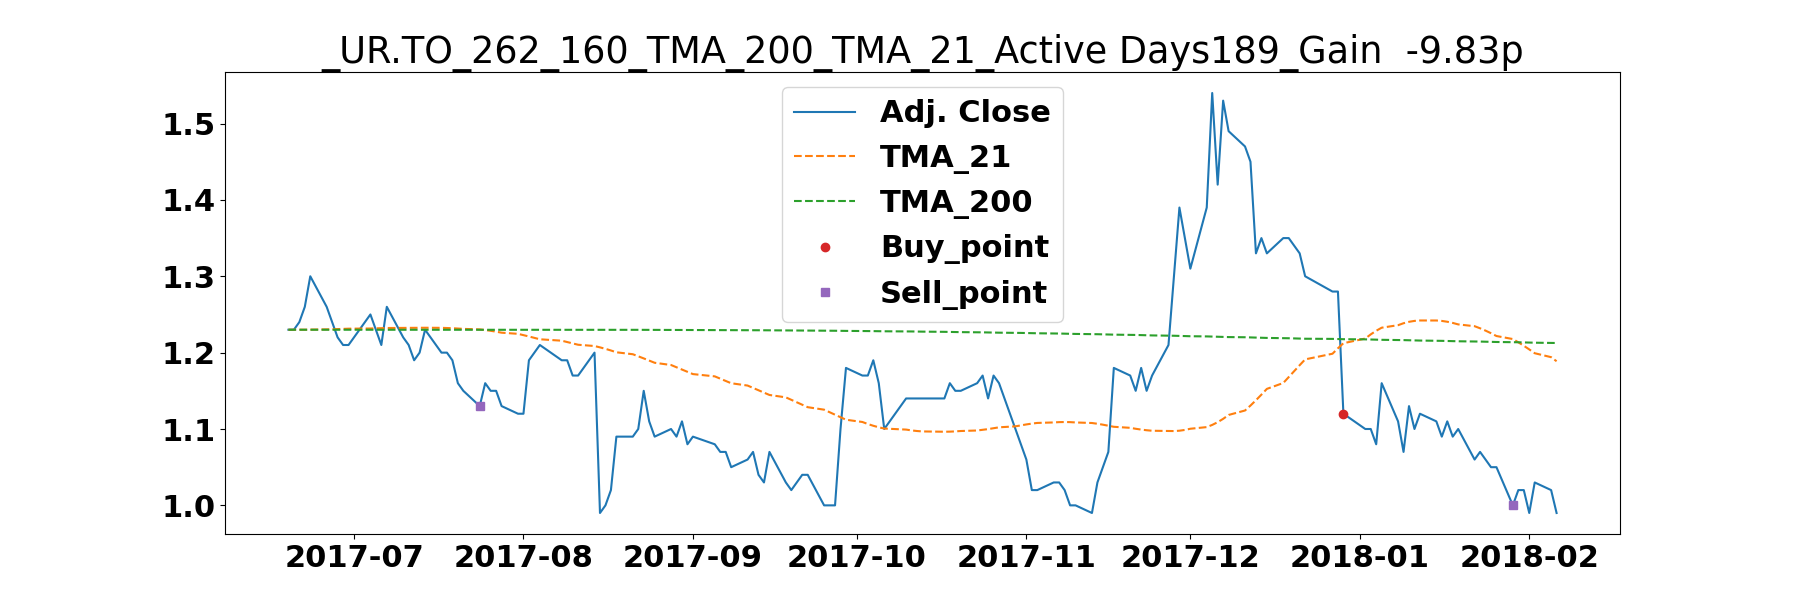 _UR.TO_262_160_TMA_200_TMA_21_Active Days189_Gain  -9.83p
Adj. Close
TMA_21
TMA_200
Buy_point
Sell_point
1.5
1.4
1.3
1.2
1.1
1.0
2017-07 2017-08 2017-09 2017-10 2017-11 2017-12 2018-01 2018-02